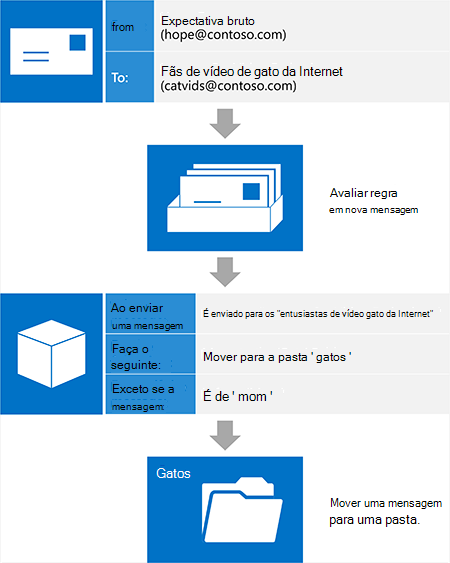 from
Expectativa bruto
(hope@contoso.com)
To:
Fãs de vídeo de gato da Internet
(catvids@contoso.com)
Avaliar regra
em nova mensagem
Ao enviar
uma mensagem
É enviado para os "entusiastas de vídeo gato da Internet"
Faça o
seguinte:
Mover para a pasta ' gatos '
Exceto se a
mensagem:
É de ' mom '
Gatos
Mover uma mensagem
para uma pasta.